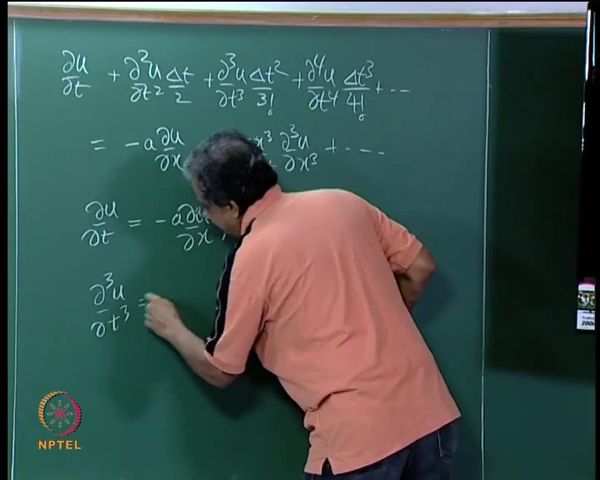 ∂u/∂t + ∂²u/∂t² Δt/2 + ∂³u/∂t³ Δt²/3! + ∂⁴u/∂t⁴ Δt³/4! + ...
= -a ∂u/∂x x³ ∂³u/∂x³ + ....
∂u/∂t = -a ∂u/∂x
∂³u/∂t³ =
NPTEL